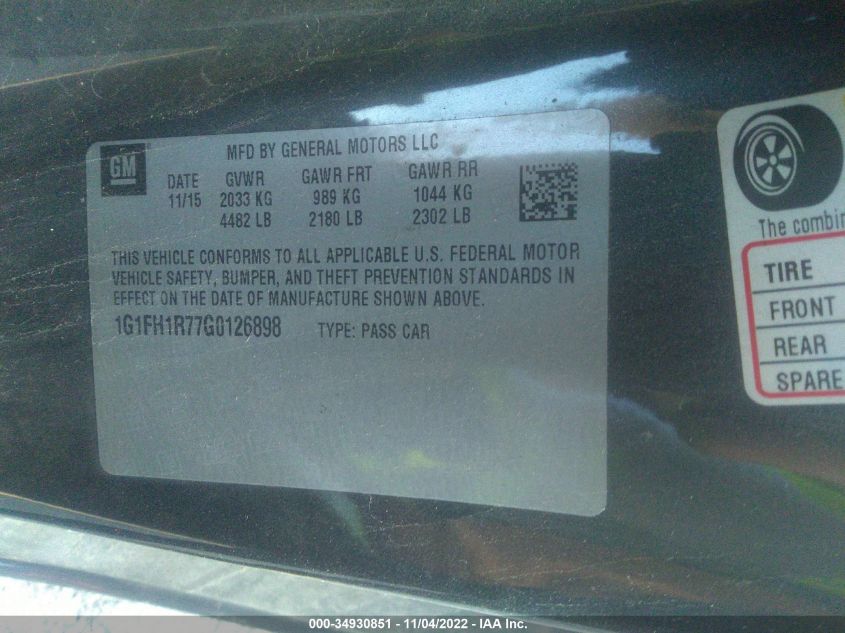 GM
MFD BY GENERAL MOTORS LLC
DATE GVWR GAWR FRT GAWR RR
11/15 2033 KG 989 KG 1044 KG
4482 LB 2180 LB 2302 LB
THIS VEHICLE CONFORMS TO ALL APPLICABLE U.S. FEDERAL MOTOR
VEHICLE SAFETY, BUMPER, AND THEFT PREVENTION STANDARDS IN
EFFECT ON THE DATE OF MANUFACTURE SHOWN ABOVE.
1G1FH1R77G0126898 TYPE: PASS CAR
The combin
TIRE
FRONT
REAR
SPARE
000-34930851 - 11/04/2022 - IAA Inc.